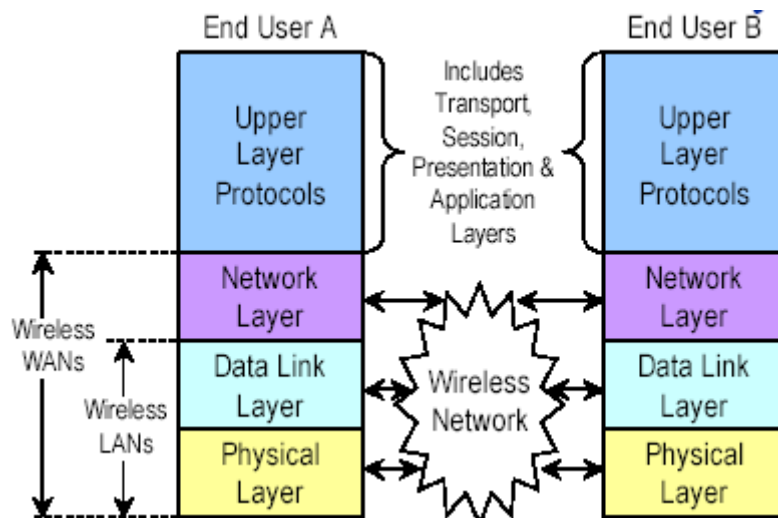 End User A
End User B
Upper
Layer
Protocols
Includes
Transport,
Session,
Presentation &
Application
Layers
Upper
Layer
Protocols
Network
Layer
Network
Layer
Wireless
WANs
Wireless
LANs
Data Link
Layer
Wireless
Network
Data Link
Layer
Physical
Layer
Physical
Layer